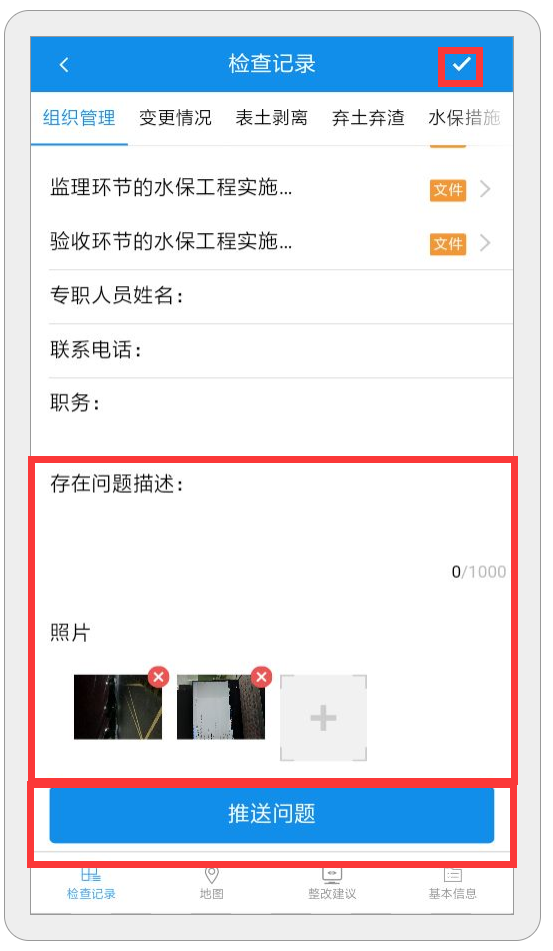 检查记录
组织管理 变更情况 表土剥离 弃土弃渣 水保措施
监理环节的水保工程实施... 文件
验收环节的水保工程实施... 文件
专职人员姓名：
联系电话：
职务：
存在问题描述：
0/1000
照片
推送问题
检查记录 地图 整改建议 基本信息